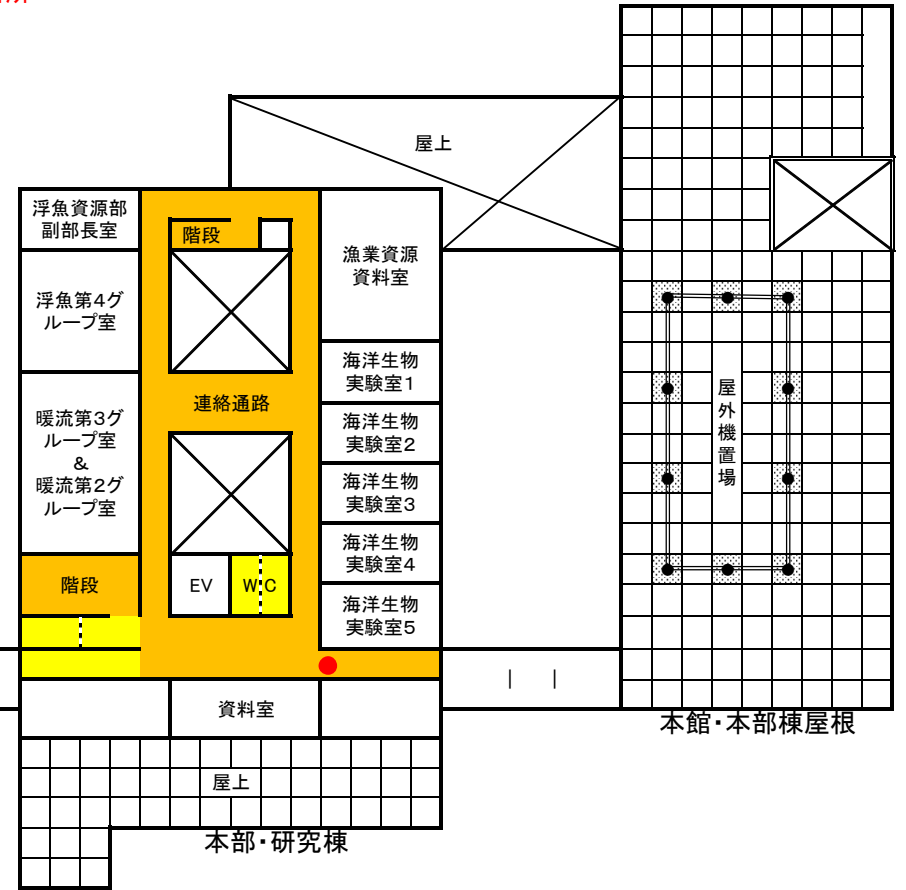 屋上
浮魚資源部
副部長室
階段
漁業資源
資料室
浮魚第4グ
ループ室
海洋生物
実験室1
連絡通路
暖流第3グ
ループ室
&
暖流第2グ
ループ室
海洋生物
実験室2
海洋生物
実験室3
海洋生物
実験室4
階段
EV
WC
海洋生物
実験室5
屋外機置場
資料室
本館・本部棟屋根
屋上
本部・研究棟